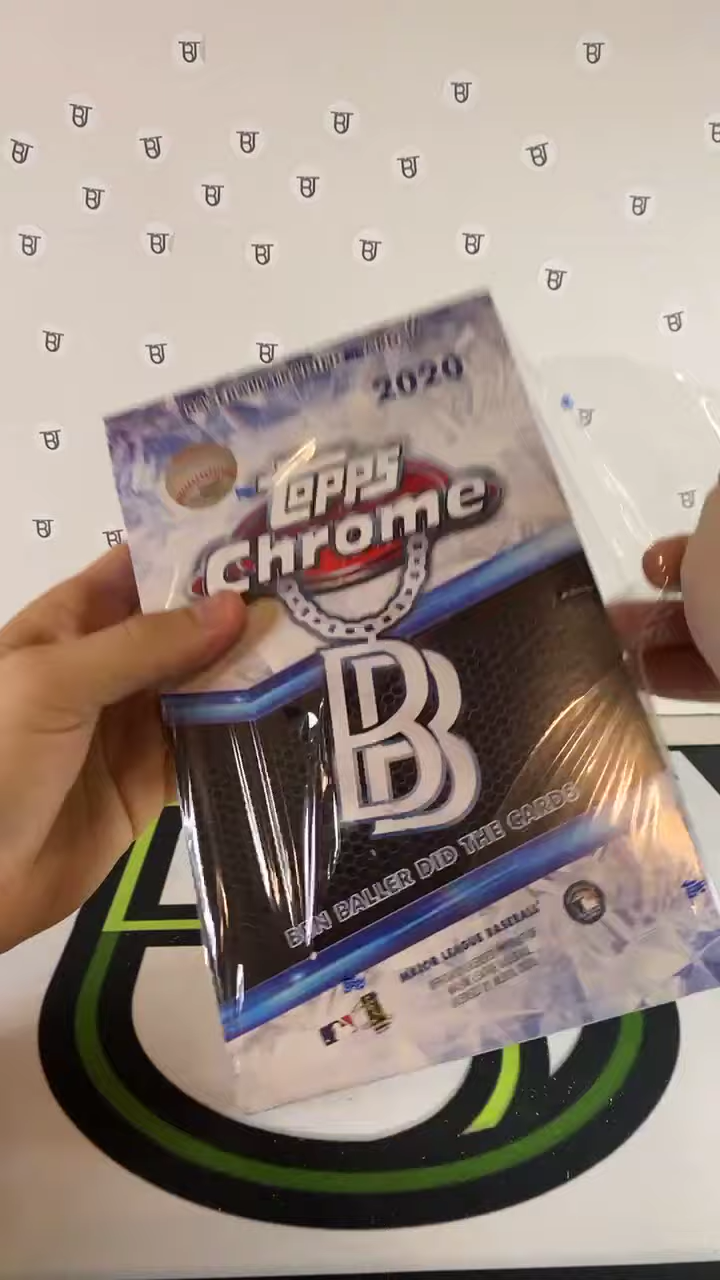 2020
Topps
Chrome
BB
BEN BALLER DID THE CARDS
MAJOR LEAGUE BASEBALL